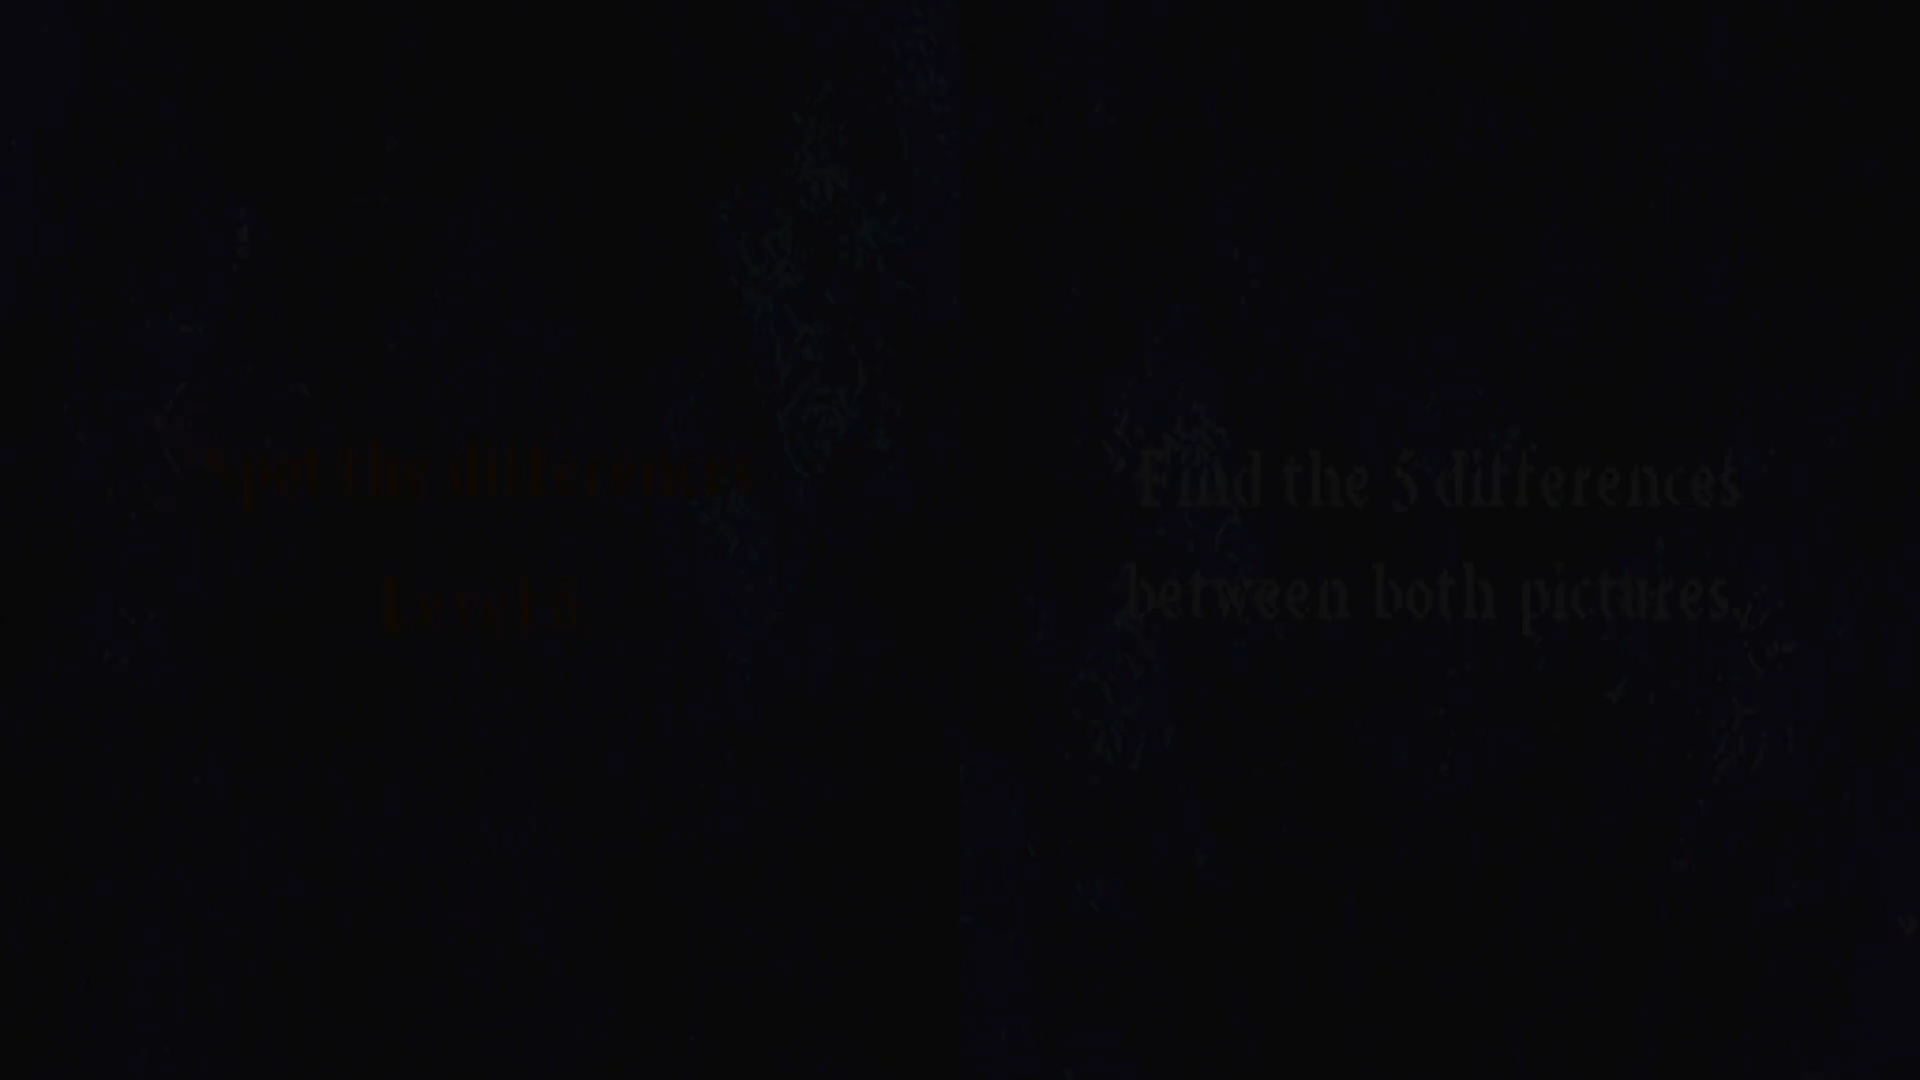 Spot the differences
Level 6
Find the 5 differences
between both pictures.